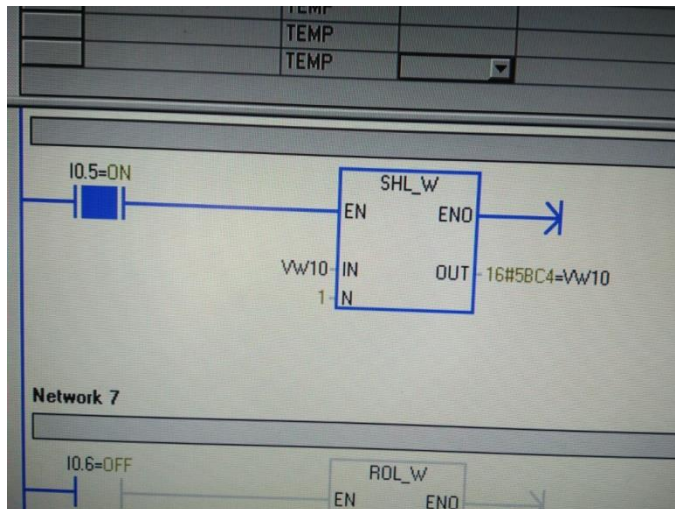 TEMP
TEMP
TEMP
I0.5=ON
SHL_W
EN ENO
VW10 IN OUT 16#5BC4=VW10
1 N
Network 7
I0.6=OFF
ROL_W
EN ENO